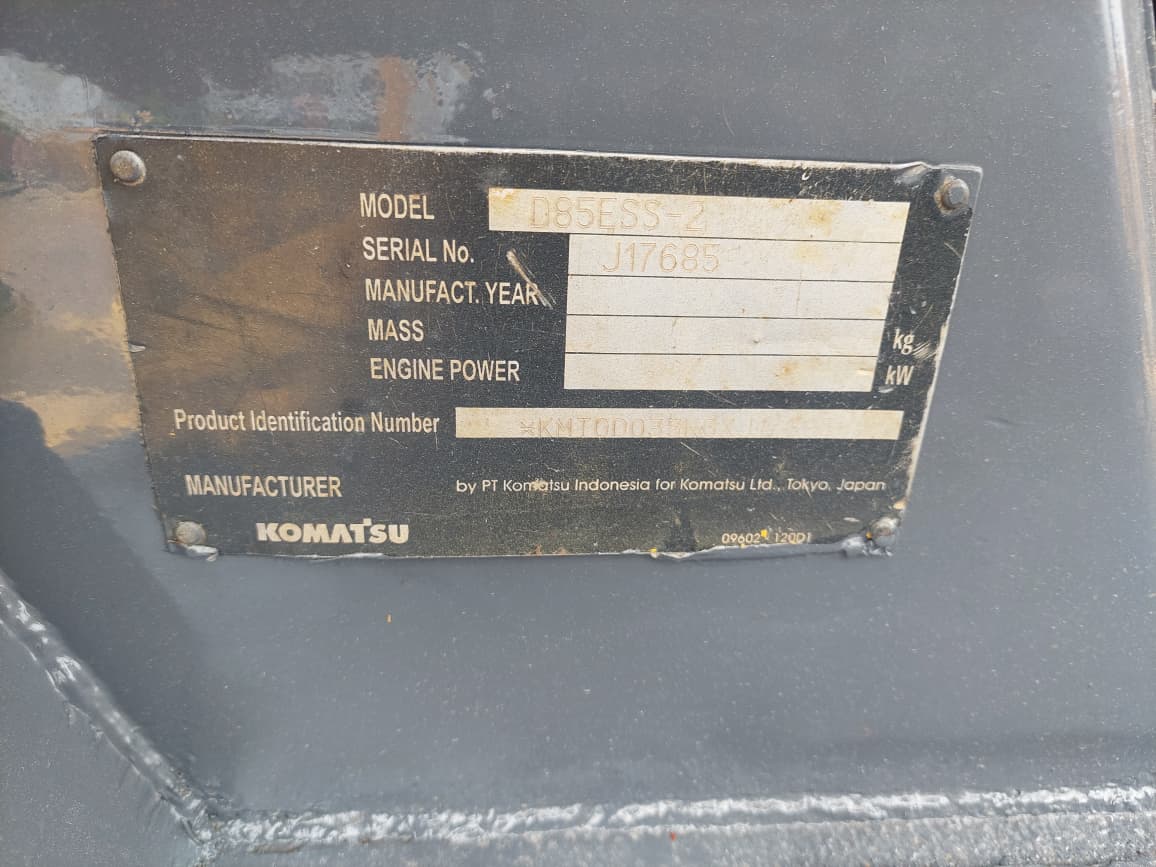 MODEL D85ESS-2
SERIAL No. J17685
MANUFACT. YEAR
MASS kg
ENGINE POWER kW
Product Identification Number
MANUFACTURER by PT Komatsu Indonesia for Komatsu Ltd., Tokyo, Japan
KOMATSU